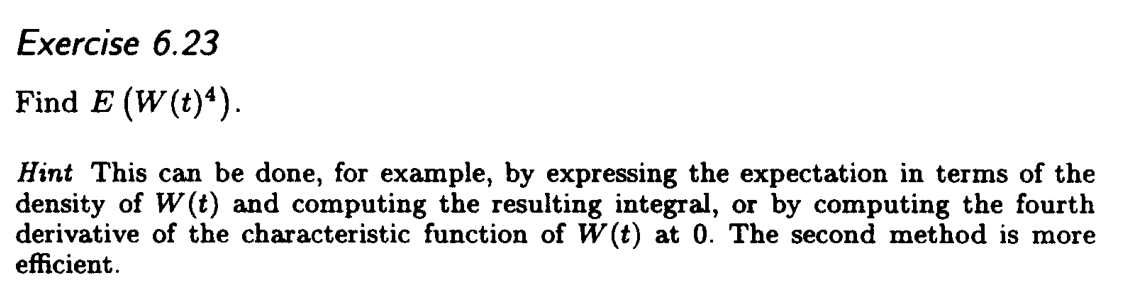 Exercise 6.23
Find E (W(t)⁴).
Hint This can be done, for example, by expressing the expectation in terms of the
density of W(t) and computing the resulting integral, or by computing the fourth
derivative of the characteristic function of W(t) at 0. The second method is more
efficient.